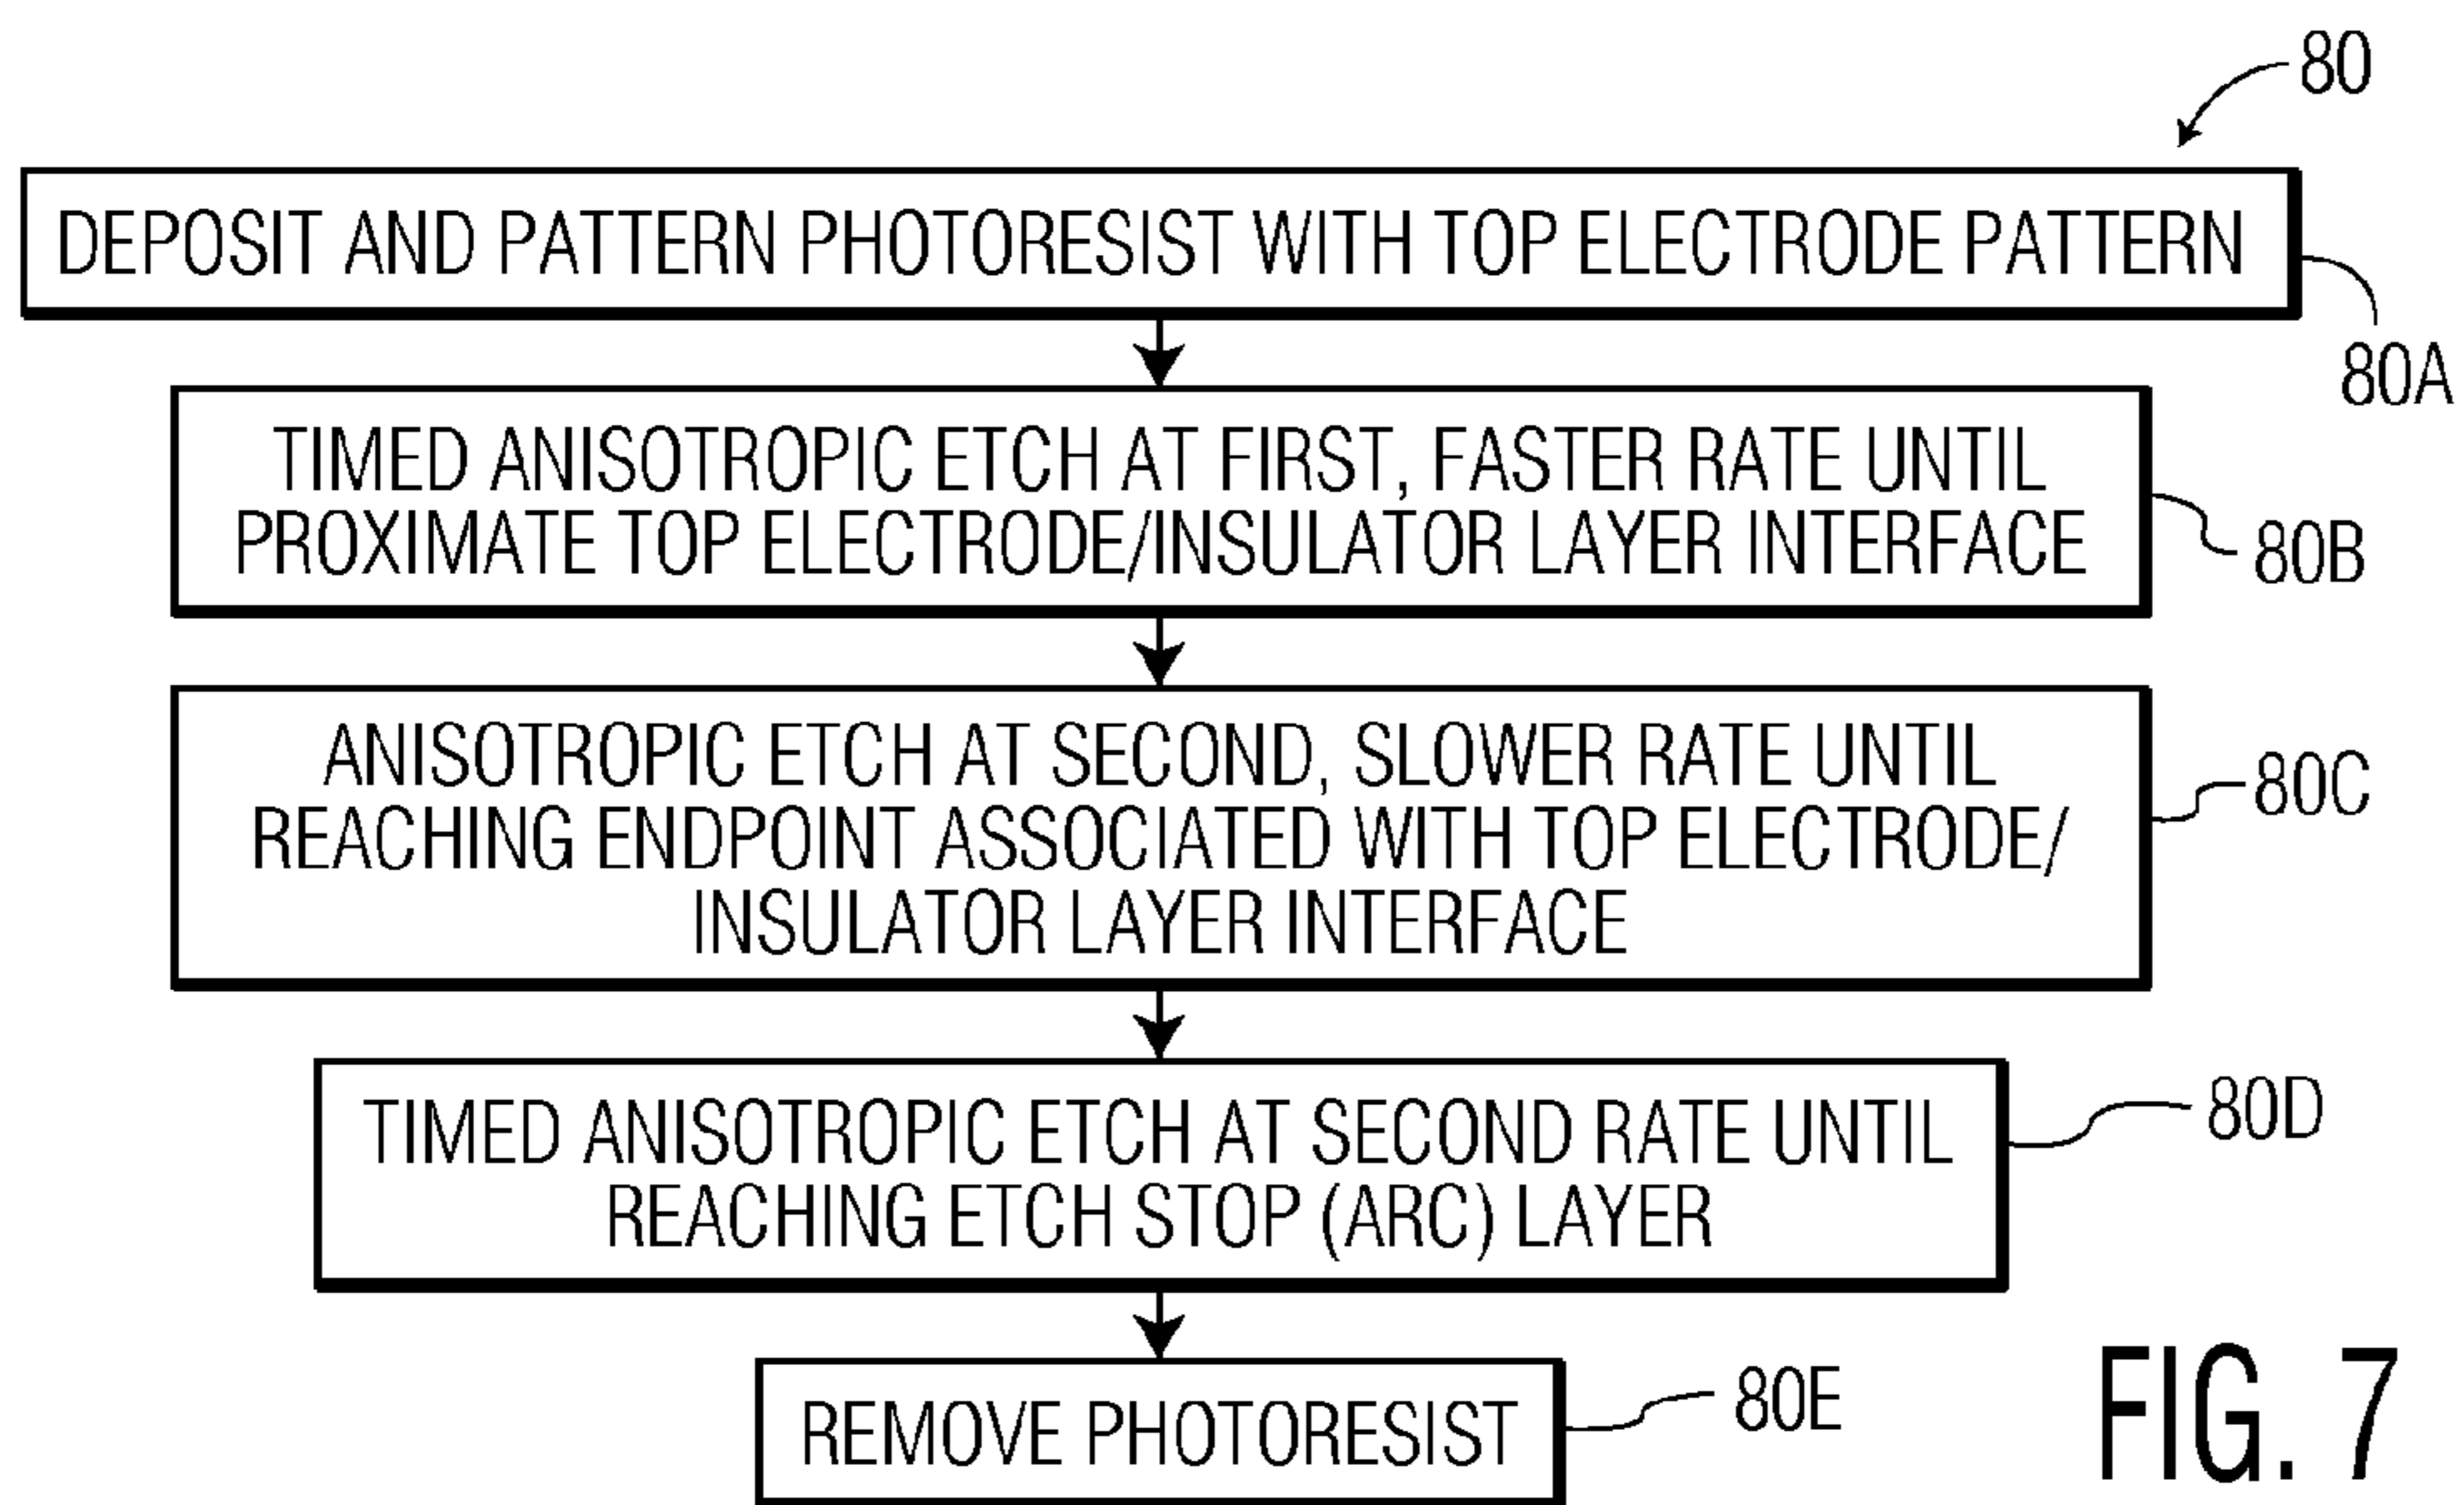 80
DEPOSIT AND PATTERN PHOTORESIST WITH TOP ELECTRODE PATTERN
80A
TIMED ANISOTROPIC ETCH AT FIRST, FASTER RATE UNTIL
PROXIMATE TOP ELECTRODE/INSULATOR LAYER INTERFACE
80B
ANISOTROPIC ETCH AT SECOND, SLOWER RATE UNTIL
REACHING ENDPOINT ASSOCIATED WITH TOP ELECTRODE/
INSULATOR LAYER INTERFACE
80C
TIMED ANISOTROPIC ETCH AT SECOND RATE UNTIL
REACHING ETCH STOP (ARC) LAYER
80D
REMOVE PHOTORESIST
80E
FIG. 7